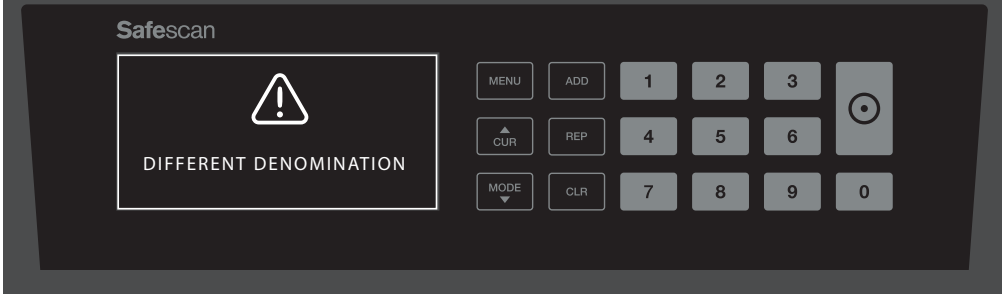 Safescan
DIFFERENT DENOMINATION
MENU ADD 1 2 3
CUR REP 4 5 6
MODE CLR 7 8 9 0